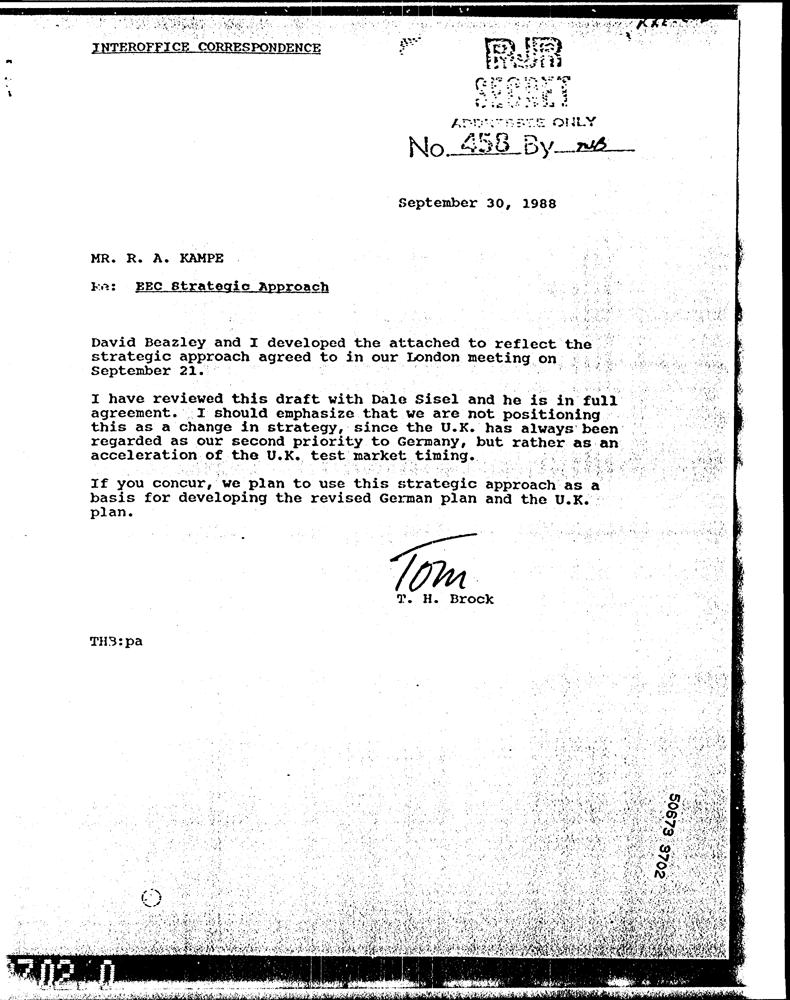 INTEROFFICE CORRESPONDENCE
RJR
SECRET
ADDRESSEE ONLY
No. 458 By
September 30, 1988
MR. R. A. KAMPE
Re: EEC Strategic Approach
David Beazley and I developed the attached to reflect the
strategic approach agreed to in our London meeting on
September 21.
I have reviewed this draft with Dale Sisel and he is in full
agreement. I should emphasize that we are not positioning
this as a change in strategy, since the U.K. has always been
regarded as our second priority to Germany, but rather as an
acceleration of the U.K. test market timing.
If you concur, we plan to use this strategic approach as a
basis for developing the revised German plan and the U.K.
plan.
Tom
T. H. Brock
THB:pa
50673 9702